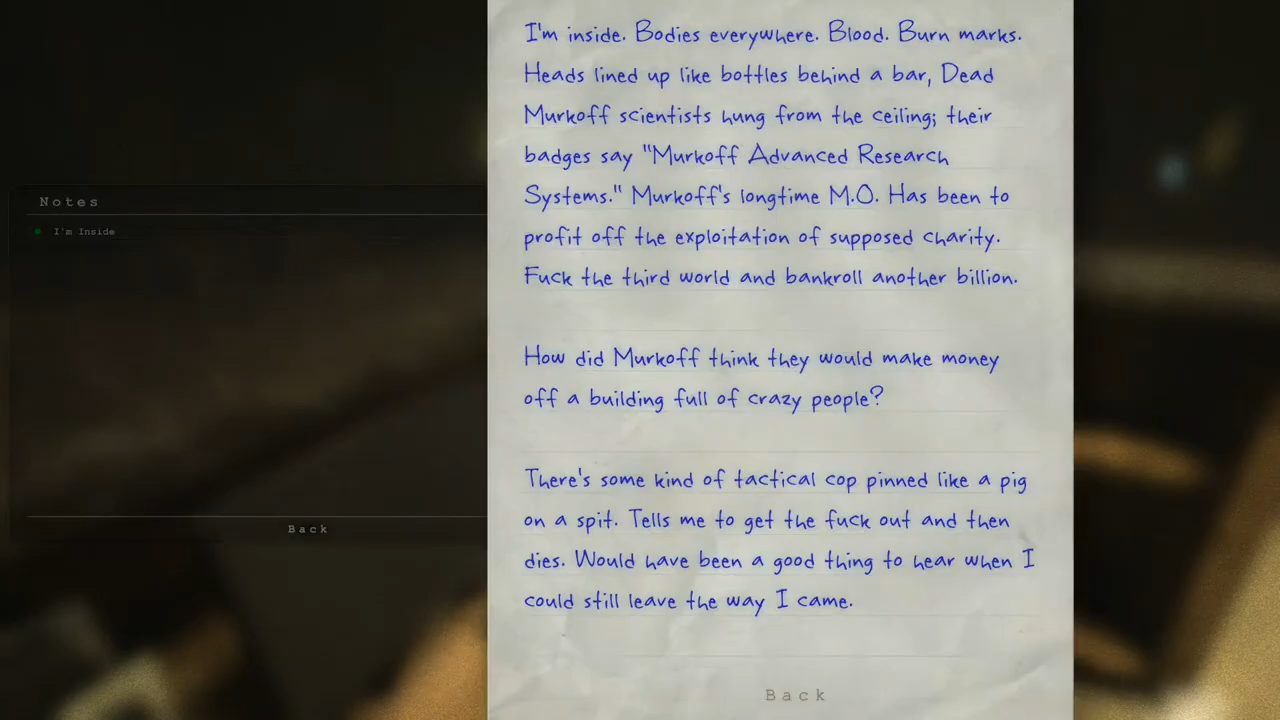 Notes
I'm Inside
Back
I'm inside. Bodies everywhere. Blood. Burn marks.
Heads lined up like bottles behind a bar, Dead
Murkoff scientists hung from the ceiling; their
badges say "Murkoff Advanced Research
Systems." Murkoff's longtime M.O. Has been to
profit off the exploitation of supposed charity.
Fuck the third world and bankroll another billion.
How did Murkoff think they would make money
off a building full of crazy people?
There's some kind of tactical cop pinned like a pig
on a spit. Tells me to get the fuck out and then
dies. Would have been a good thing to hear when I
could still leave the way I came.
Back